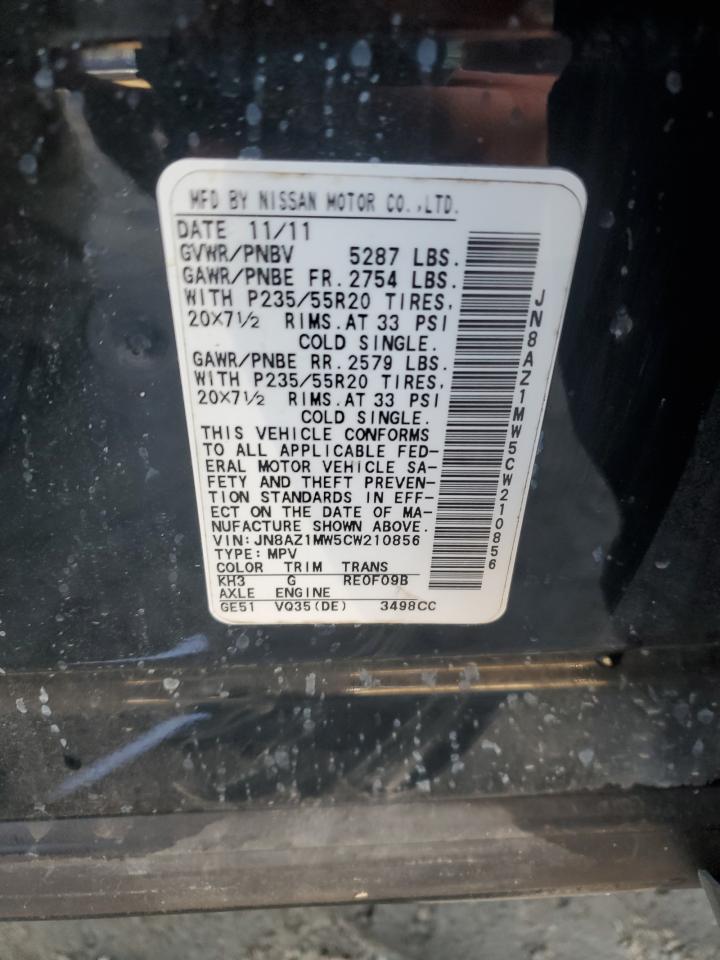 MFD BY NISSAN MOTOR CO.,LTD.
DATE 11/11
GVWR/PNBV 5287 LBS.
GAWR/PNBE FR. 2754 LBS.
WITH P235/55R20 TIRES,
20X7½ RIMS. AT 33 PSI
COLD SINGLE.
GAWR/PNBE RR. 2579 LBS.
WITH P235/55R20 TIRES,
20X7½ RIMS. AT 33 PSI
COLD SINGLE.
THIS VEHICLE CONFORMS
TO ALL APPLICABLE FED-
ERAL MOTOR VEHICLE SA-
FETY AND THEFT PREVEN-
TION STANDARDS IN EFF-
ECT ON THE DATE OF MA-
NUFACTURE SHOWN ABOVE.
VIN: JN8AZ1MW5CW210856
TYPE: MPV
COLOR TRIM TRANS
KH3 G RE0F09B
AXLE ENGINE
GE51 VQ35(DE) 3498CC
JN8AZ1MW5CW210856